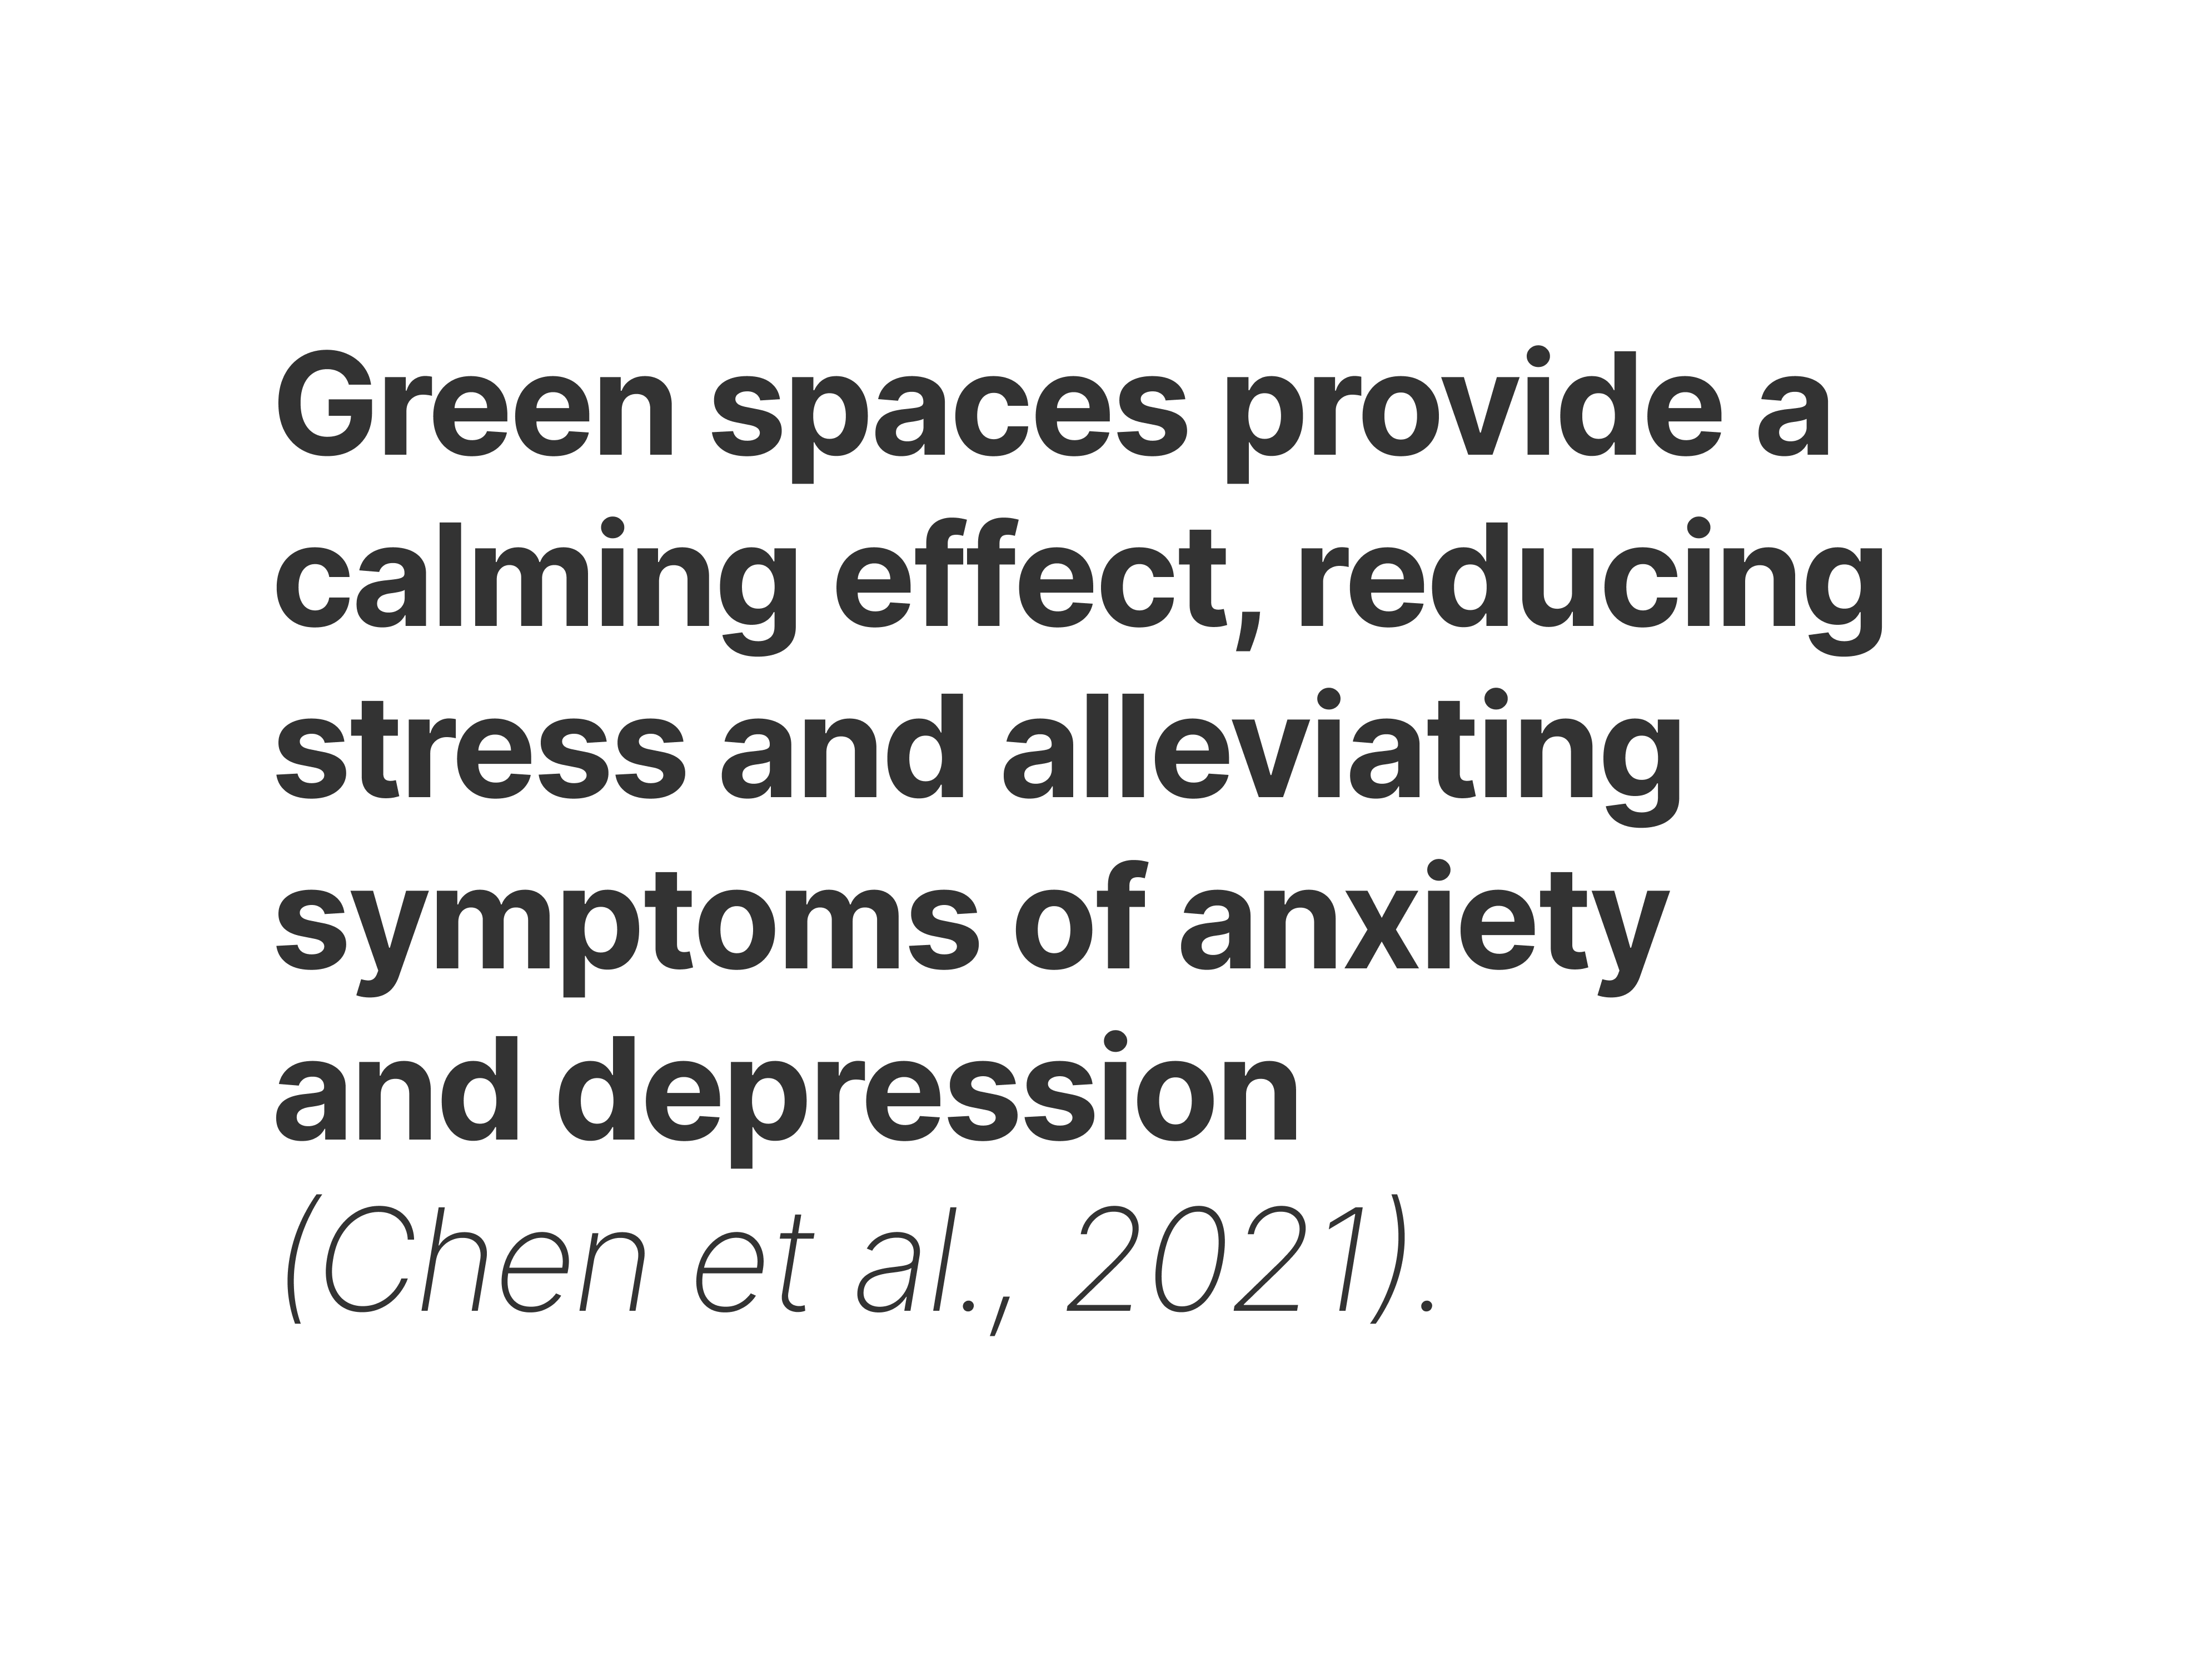 Green spaces provide a
calming effect, reducing
stress and alleviating
symptoms of anxiety
and depression
(Chen et al., 2021).